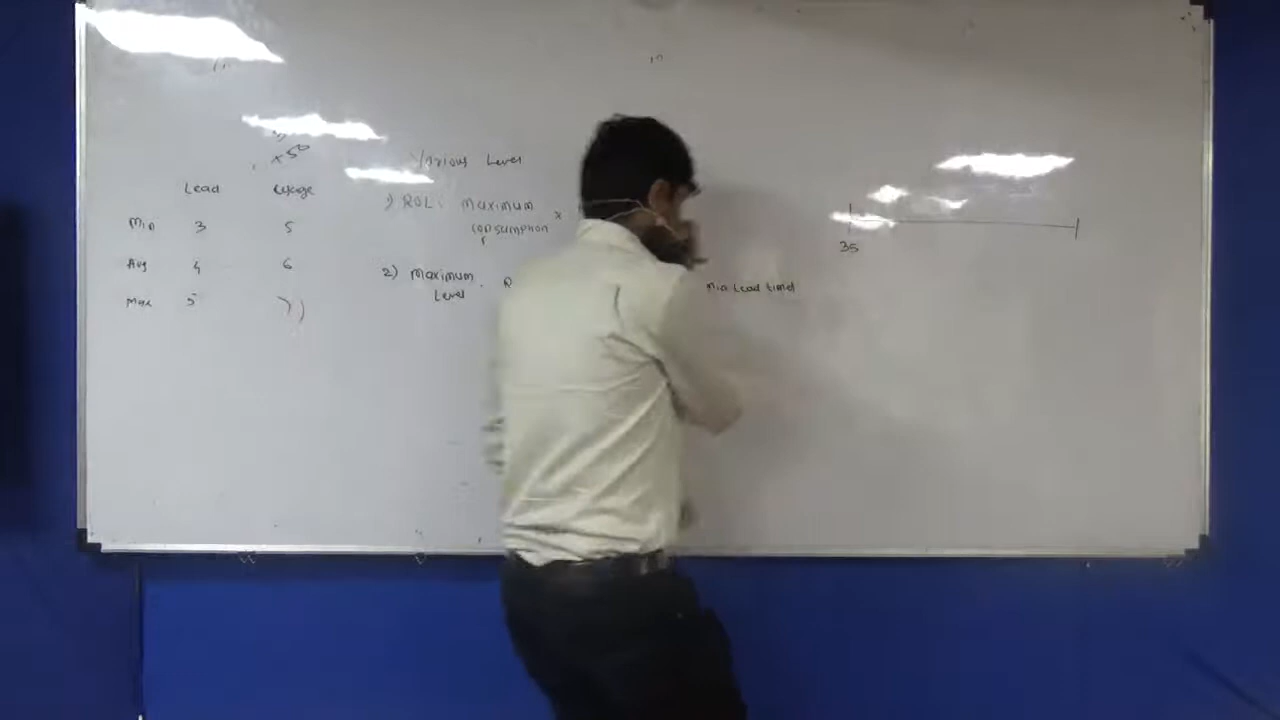 x 50
Lead Usage
Min 3 5
Avg 4 6
Max 5 7
Various Level
1) ROL: Maximum x
consumption
2) Maximum R
Level
Min Lead time)
35